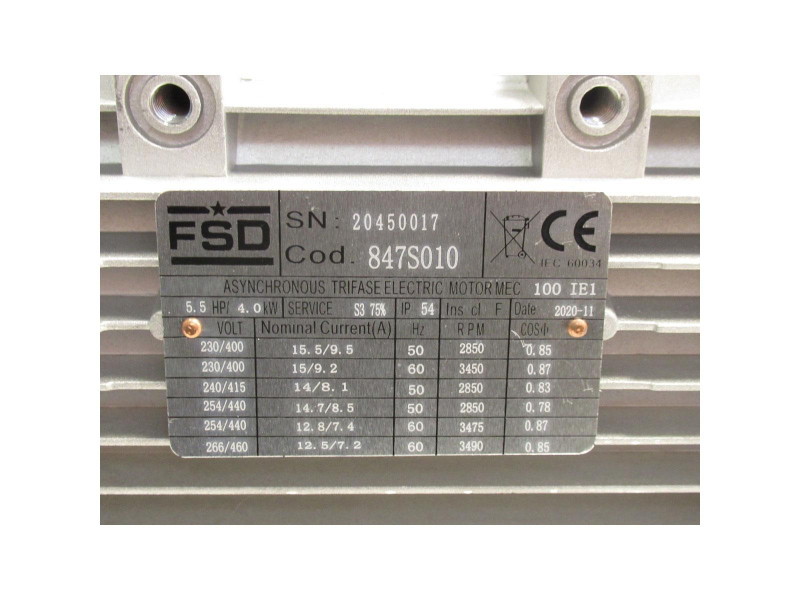 FSD
SN: 20450017
Cod. 847S010
CE
IEC 60034
ASYNCHRONOUS TRIFASE ELECTRIC MOTOR MEC 100 IE1
5.5 HP/ 4.0 kW SERVICE S3 75% IP 54 Ins cl F Date 2020-11
VOLT Nominal Current(A) Hz RPM COSΦ
230/400 15.5/9.5 50 2850 0.85
230/400 15/9.2 60 3450 0.87
240/415 14/8.1 50 2850 0.83
254/440 14.7/8.5 50 2850 0.78
254/440 12.8/7.4 60 3475 0.87
266/460 12.5/7.2 60 3490 0.85